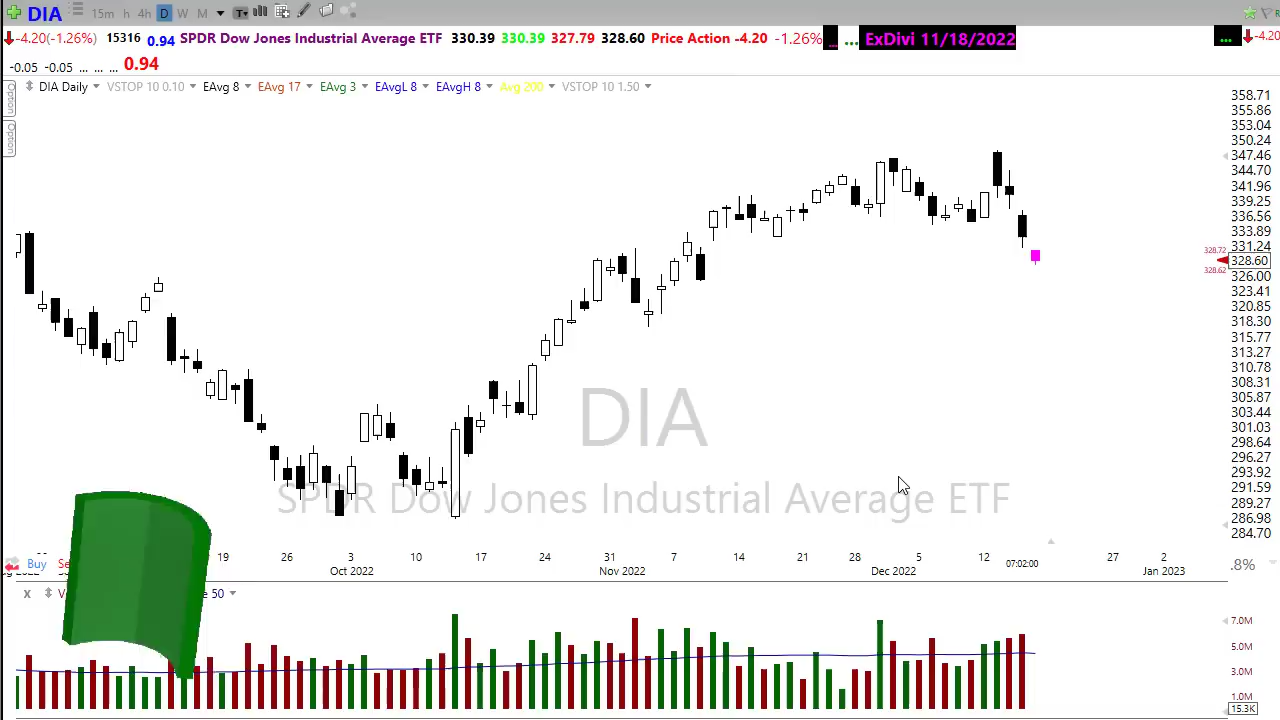 DIA 15m h 4h D W M T
-4.20(-1.26%) 15316 0.94 SPDR Dow Jones Industrial Average ETF 330.39 330.39 327.79 328.60 Price Action -4.20 -1.26% ... ... ExDivi 11/18/2022 ... -4.20
-0.05 -0.05 ... ... ... 0.94
Option
Option
DIA Daily VSTOP 10 0.10 EAvg 8 EAvg 17 EAvg 3 EAvgL 8 EAvgH 8 Avg 200 VSTOP 10 1.50
358.71
355.86
353.04
350.24
347.46
344.70
341.96
339.25
336.56
333.89
331.24
328.72
328.60
328.62
326.00
323.41
320.85
318.30
315.77
313.27
310.78
308.31
305.87
303.44
301.03
298.64
296.27
293.92
291.59
289.27
286.98
284.70
DIA
SPDR Dow Jones Industrial Average ETF
19 26 3 10 17 24 31 7 14 21 28 5 12 27 2
Buy
Oct 2022 Nov 2022 Dec 2022 07:02:00 Jan 2023
.8%
X e 50
7.0M
5.0M
3.0M
1.0M
15.3K